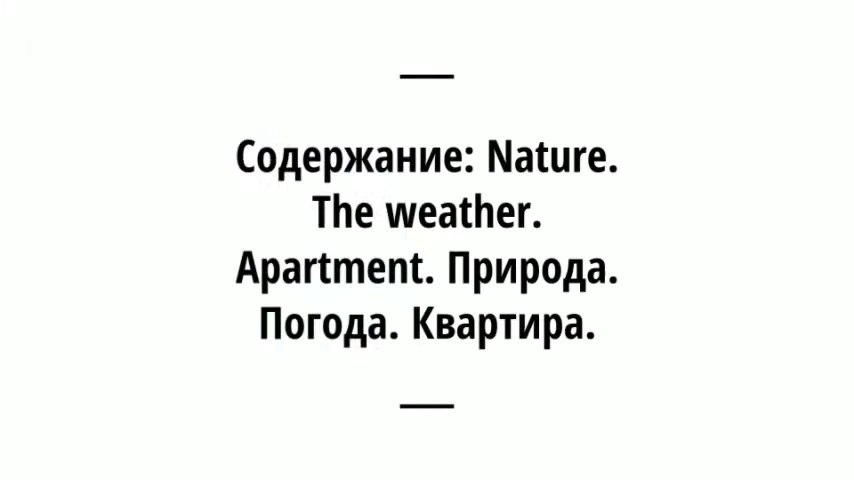 Содержание: Nature.
The weather.
Apartment. Природа.
Погода. Квартира.